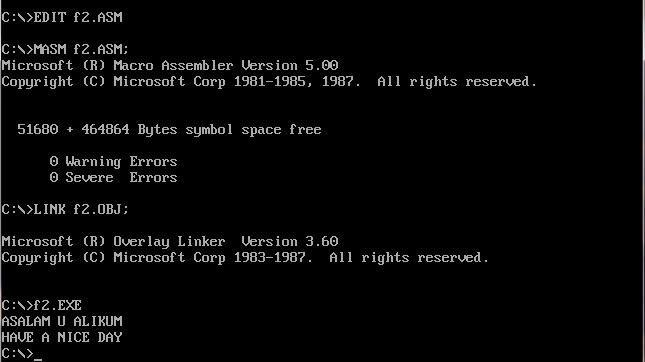 C:\>EDIT f2.ASM
C:\>MASM f2.ASM;
Microsoft (R) Macro Assembler Version 5.00
Copyright (C) Microsoft Corp 1981-1985, 1987.  All rights reserved.
51680 + 464864 Bytes symbol space free
0 Warning Errors
0 Severe  Errors
C:\>LINK f2.OBJ;
Microsoft (R) Overlay Linker  Version 3.60
Copyright (C) Microsoft Corp 1983-1987.  All rights reserved.
C:\>f2.EXE
ASALAM U ALIKUM
HAVE A NICE DAY
C:\>_